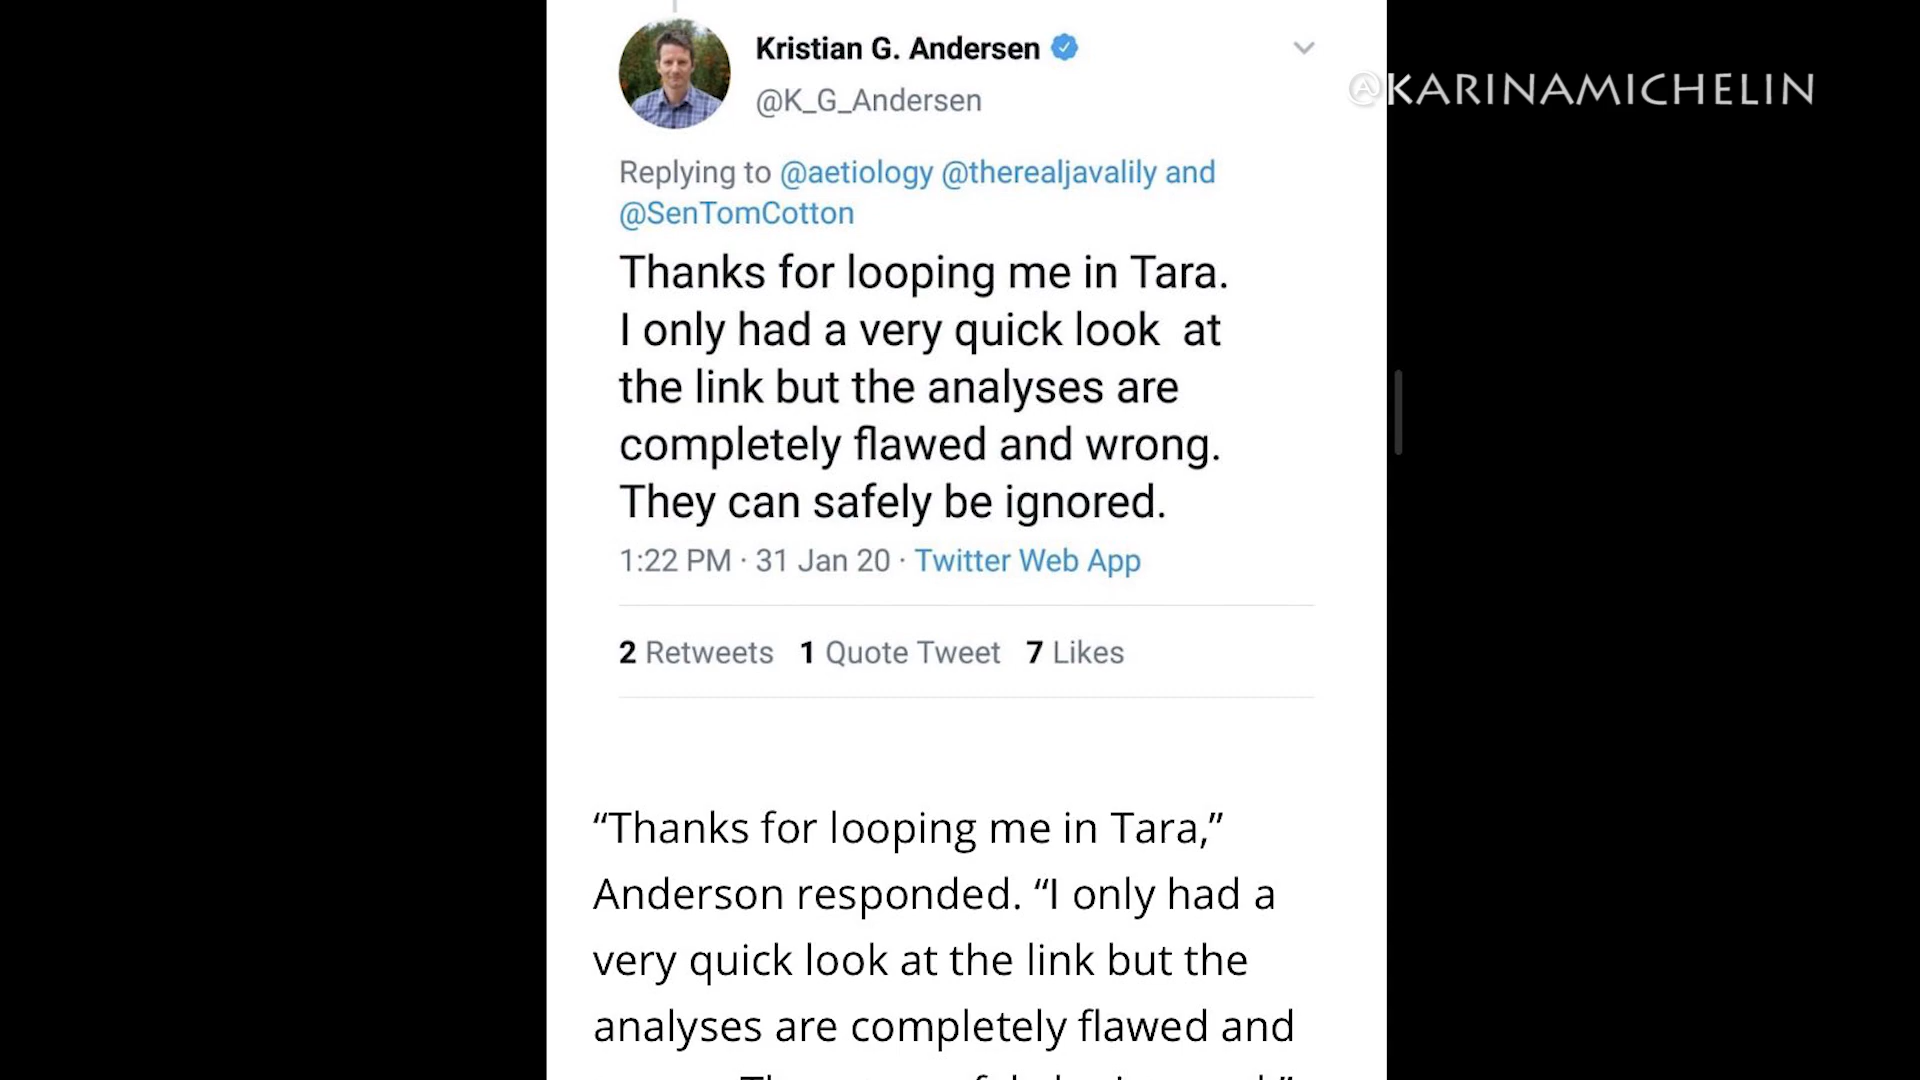 Kristian G. Andersen
@K_G_Andersen
@KARINAMICHELIN
Replying to @aetiology @therealjavalily and
@SenTomCotton
Thanks for looping me in Tara.
I only had a very quick look at
the link but the analyses are
completely flawed and wrong.
They can safely be ignored.
1:22 PM · 31 Jan 20 · Twitter Web App
2 Retweets 1 Quote Tweet 7 Likes
“Thanks for looping me in Tara,”
Anderson responded. “I only had a
very quick look at the link but the
analyses are completely flawed and